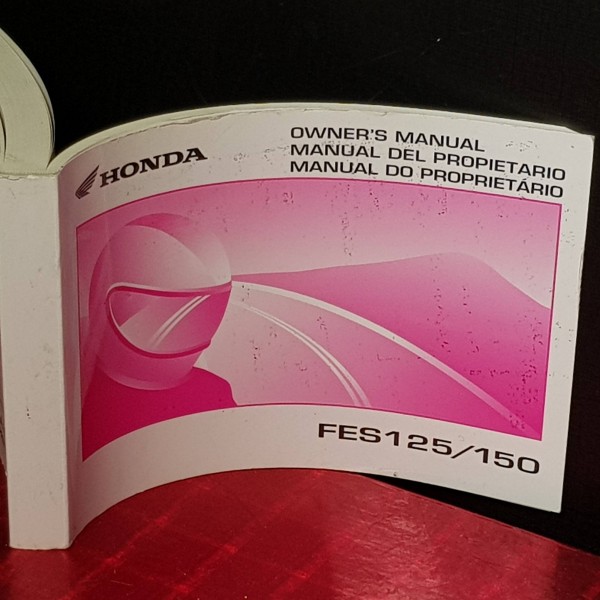 HONDA
OWNER'S MANUAL
MANUAL DEL PROPIETARIO
MANUAL DO PROPRIETÁRIO
FES125/150